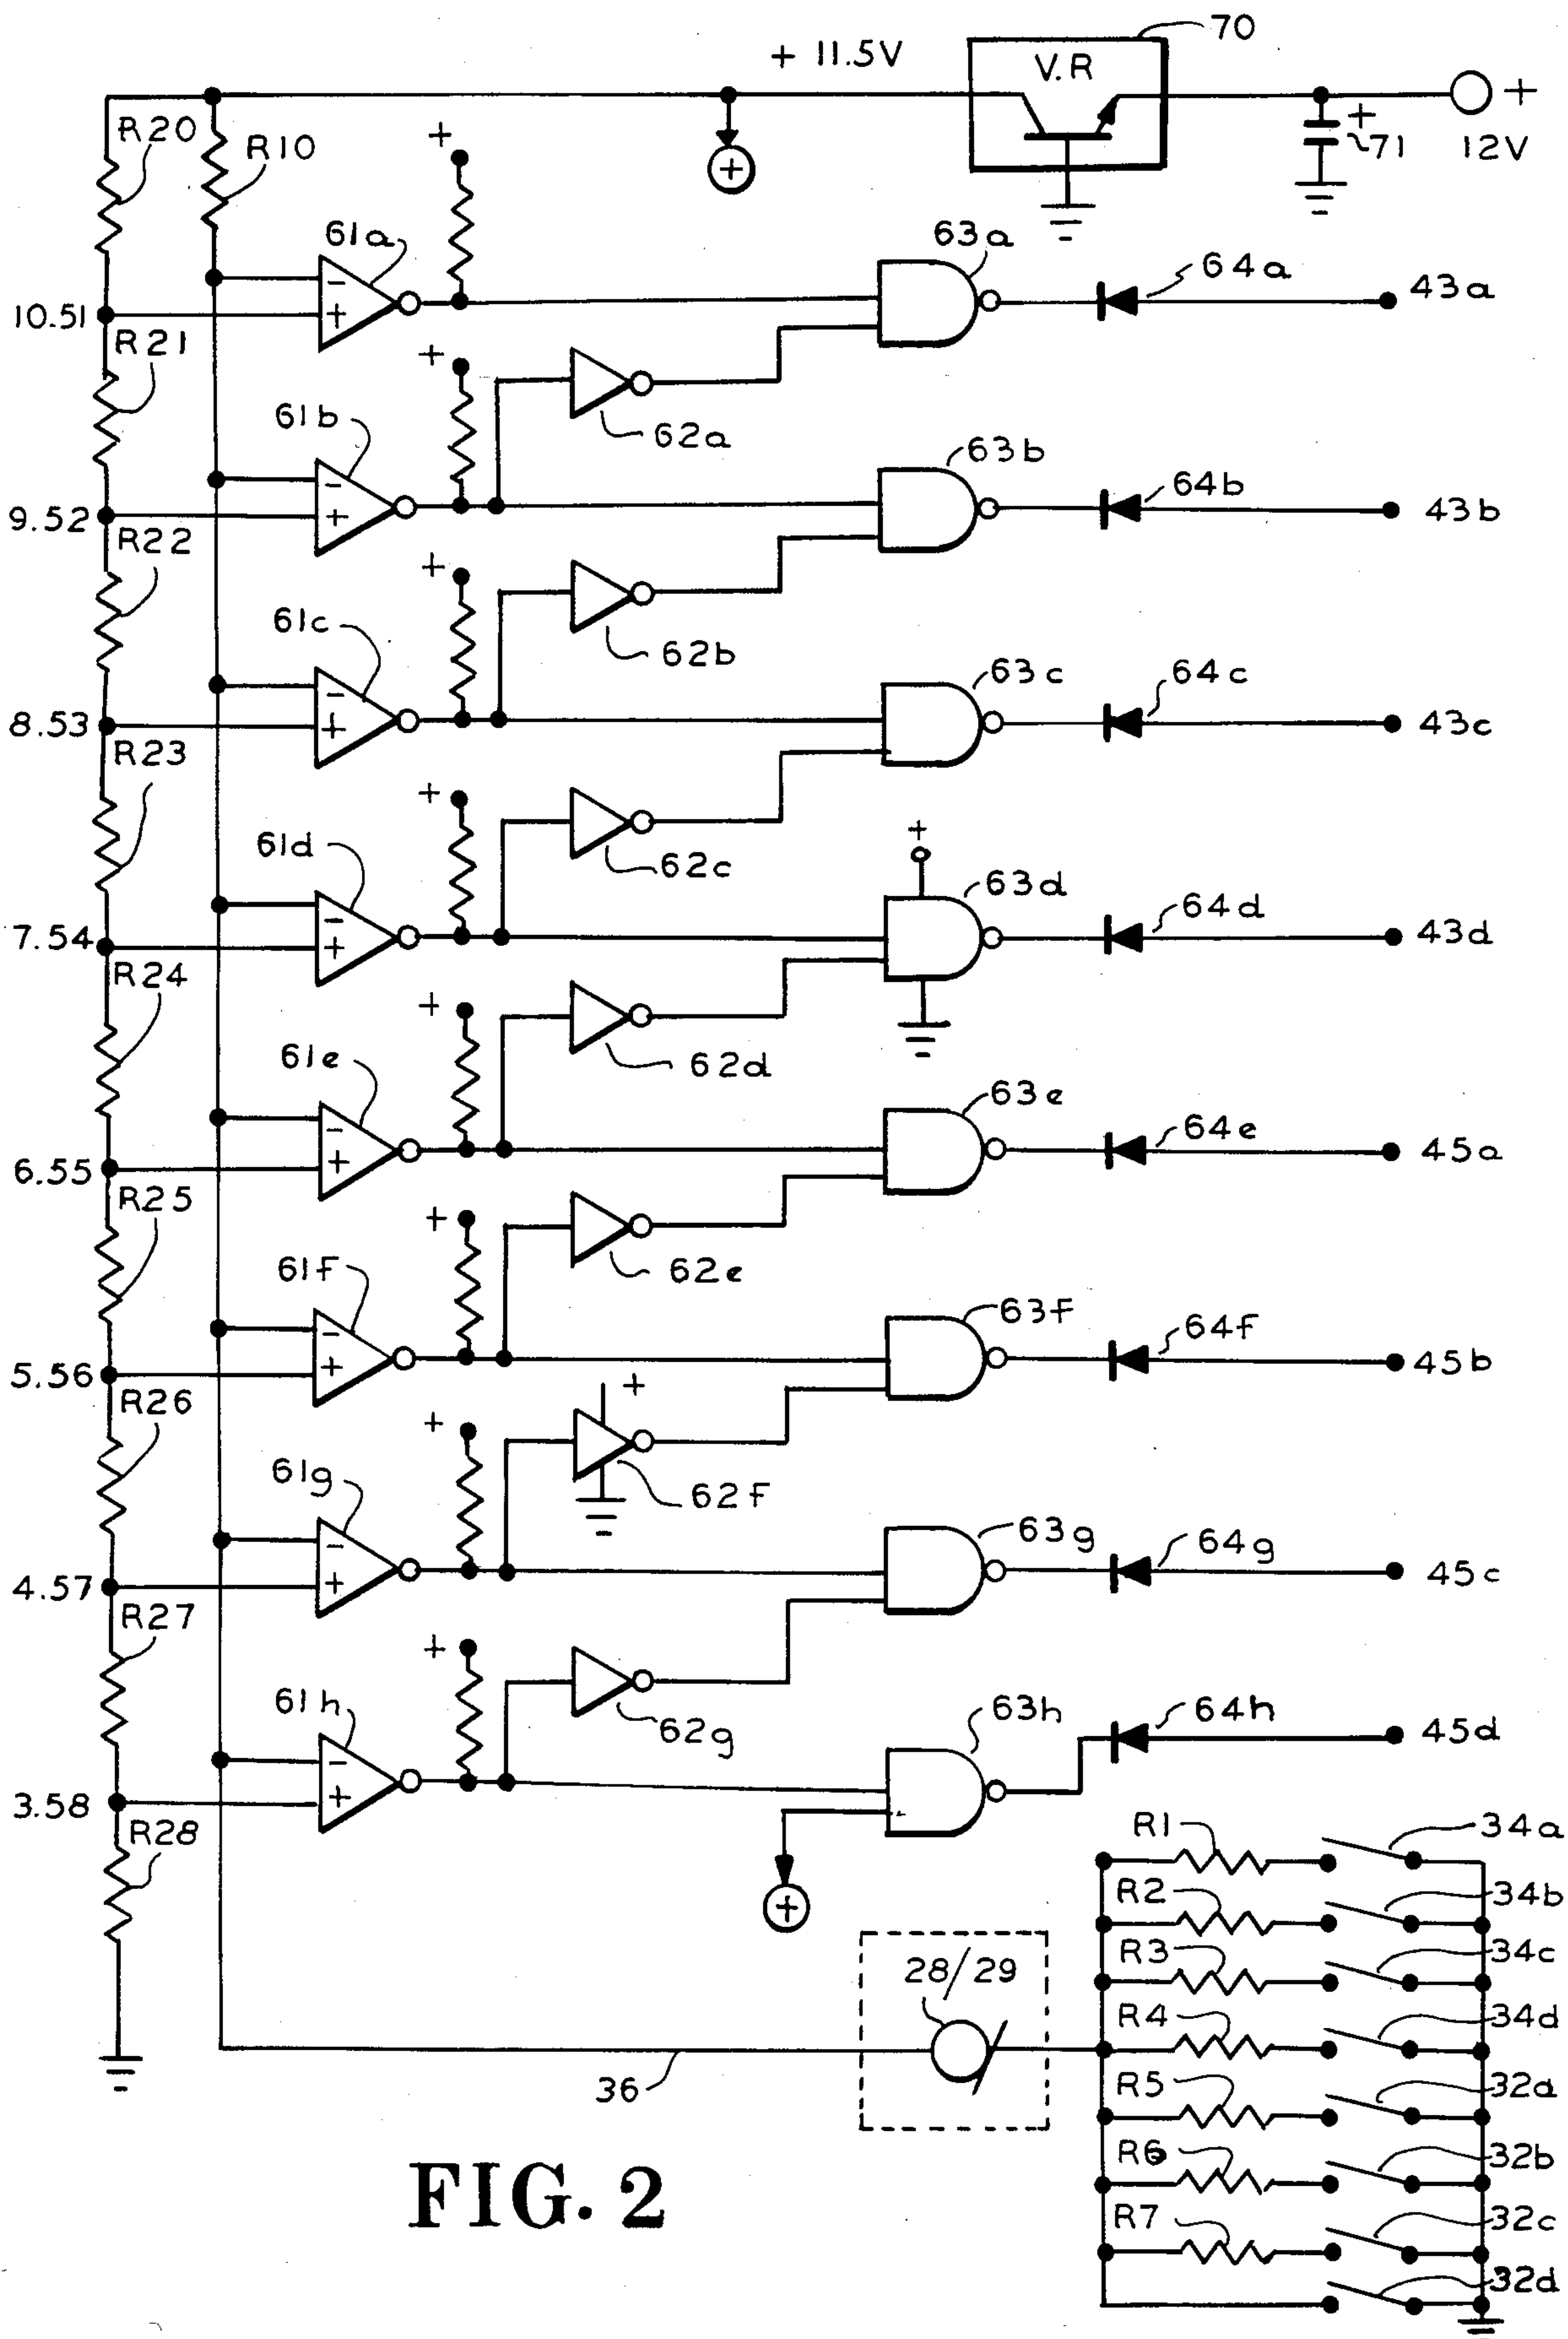 70
+ 11.5V
V.R
+
12V
+
71
R20
R10
+
+
61a
-
+
63a
64a
43a
10.51
R21
+
62a
61b
-
+
63b
64b
43b
9.52
R22
+
62b
61c
-
+
63c
64c
43c
8.53
R23
+
62c
61d
-
+
+
63d
64d
43d
7.54
R24
+
62d
61e
-
+
63e
64e
45a
6.55
R25
+
62e
61f
-
+
63f
64f
45b
5.56
R26
+
+
62f
61g
-
+
63g
64g
45c
4.57
R27
+
62g
61h
-
+
63h
64h
45d
3.58
R28
+
R1
34a
R2
34b
R3
34c
28/29
R4
34d
36
R5
32a
R6
32b
R7
32c
32d
FIG. 2